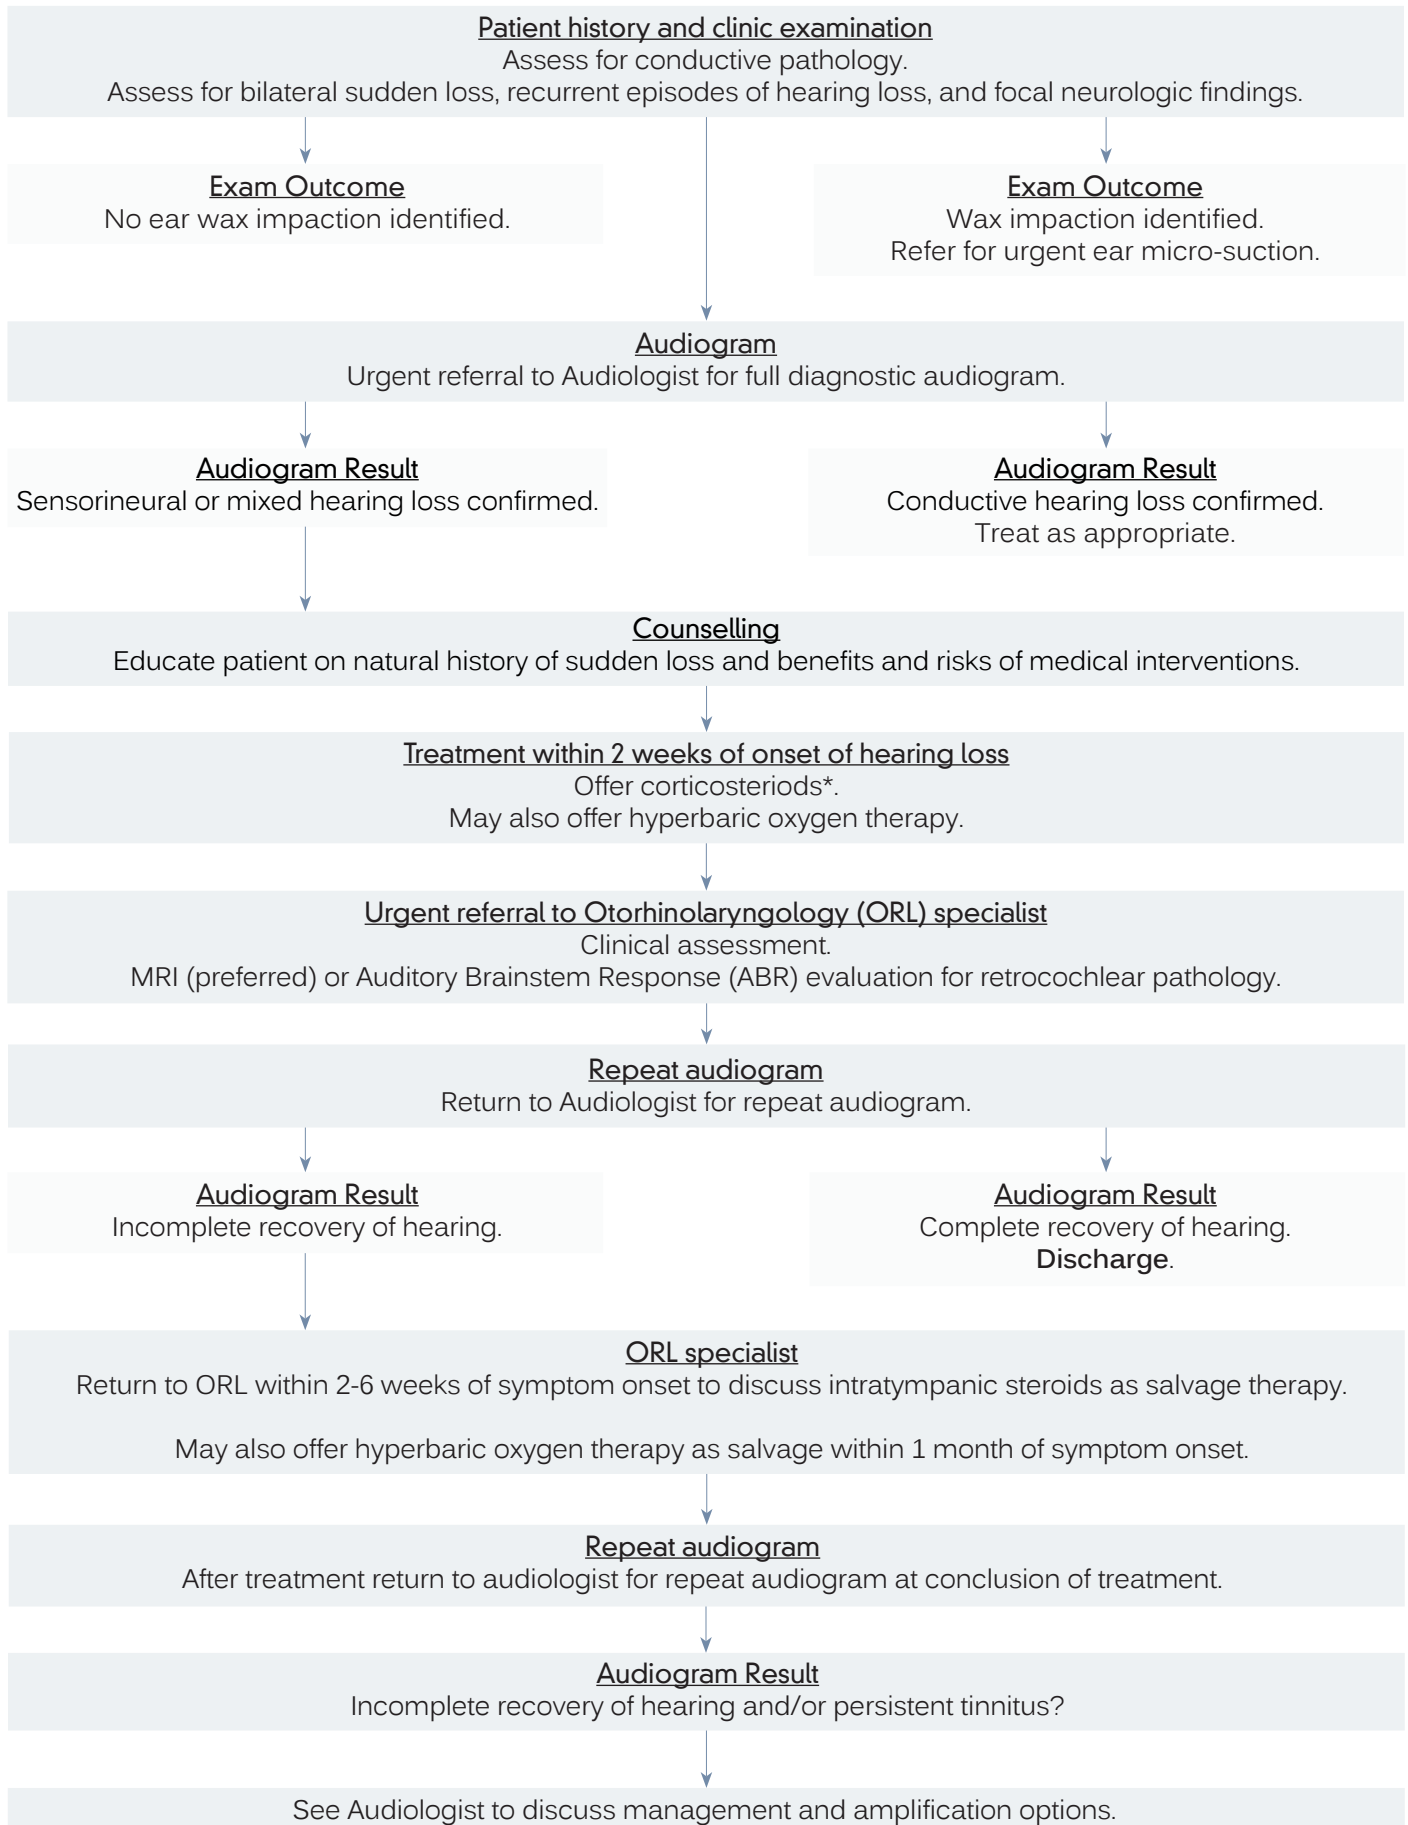 Patient history and clinic examination
Assess for conductive pathology.
Assess for bilateral sudden loss, recurrent episodes of hearing loss, and focal neurologic findings.
Exam Outcome
No ear wax impaction identified.
Exam Outcome
Wax impaction identified.
Refer for urgent ear micro-suction.
Audiogram
Urgent referral to Audiologist for full diagnostic audiogram.
Audiogram Result
Sensorineural or mixed hearing loss confirmed.
Audiogram Result
Conductive hearing loss confirmed.
Treat as appropriate.
Counselling
Educate patient on natural history of sudden loss and benefits and risks of medical interventions.
Treatment within 2 weeks of onset of hearing loss
Offer corticosteriods*.
May also offer hyperbaric oxygen therapy.
Urgent referral to Otorhinolaryngology (ORL) specialist
Clinical assessment.
MRI (preferred) or Auditory Brainstem Response (ABR) evaluation for retrocochlear pathology.
Repeat audiogram
Return to Audiologist for repeat audiogram.
Audiogram Result
Incomplete recovery of hearing.
Audiogram Result
Complete recovery of hearing.
Discharge.
ORL specialist
Return to ORL within 2-6 weeks of symptom onset to discuss intratympanic steroids as salvage therapy.
May also offer hyperbaric oxygen therapy as salvage within 1 month of symptom onset.
Repeat audiogram
After treatment return to audiologist for repeat audiogram at conclusion of treatment.
Audiogram Result
Incomplete recovery of hearing and/or persistent tinnitus?
See Audiologist to discuss management and amplification options.